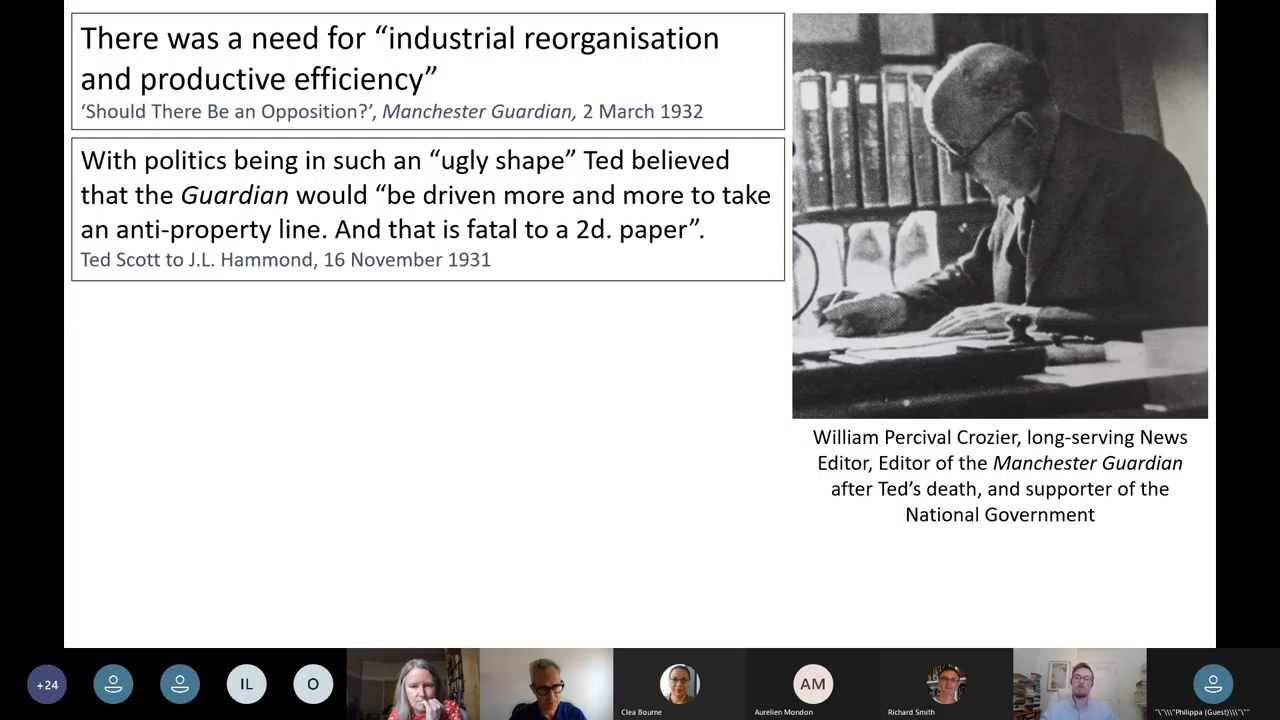 There was a need for “industrial reorganisation
and productive efficiency”
‘Should There Be an Opposition?’, Manchester Guardian, 2 March 1932
With politics being in such an “ugly shape” Ted believed
that the Guardian would “be driven more and more to take
an anti-property line. And that is fatal to a 2d. paper”.
Ted Scott to J.L. Hammond, 16 November 1931
William Percival Crozier, long-serving News
Editor, Editor of the Manchester Guardian
after Ted’s death, and supporter of the
National Government
+24
IL
O
Clea Bourne
AM
Aurelien Mondon
Richard Smith
"\"\\\"Philippa (Guest)\\\"\""